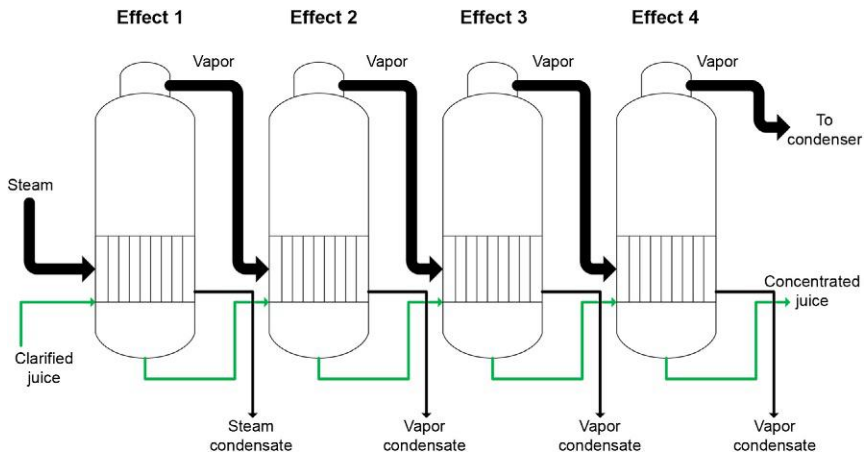 Effect 1
Effect 2
Effect 3
Effect 4
Vapor
Vapor
Vapor
Vapor
To
condenser
Steam
Concentrated
juice
Clarified
juice
Steam
condensate
Vapor
condensate
Vapor
condensate
Vapor
condensate